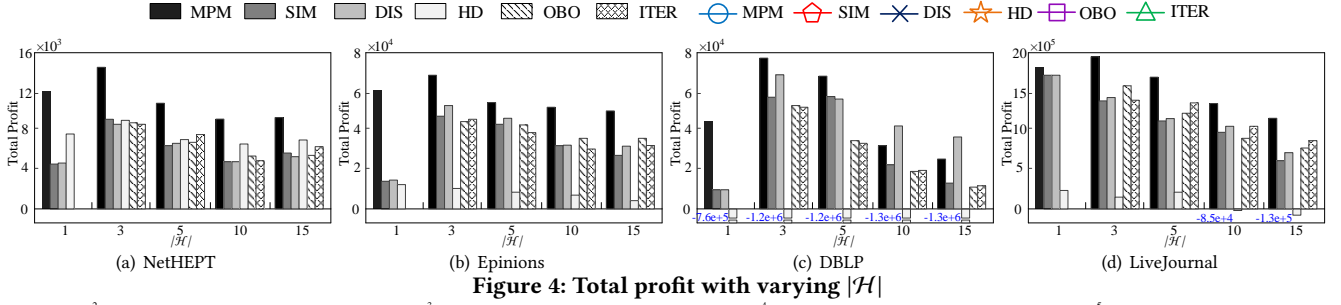 MPM SIM DIS HD OBO ITER MPM SIM DIS HD OBO ITER
×10³ ×10⁴ ×10⁴ ×10⁵
16 8 8 20
12 6 6 15
8 4 4 10
4 2 2 5
0 0 0 0
Total Profit Total Profit Total Profit Total Profit
-7.6e+5 -1.2e+6 -1.2e+6 -1.3e+6 -1.3e+6 -8.5e+4 -1.3e+5
1 3 5 10 15 1 3 5 10 15 1 3 5 10 15 1 3 5 10 15
|ℋ| |ℋ| |ℋ| |ℋ|
(a) NetHEPT (b) Epinions (c) DBLP (d) LiveJournal
Figure 4: Total profit with varying |ℋ|